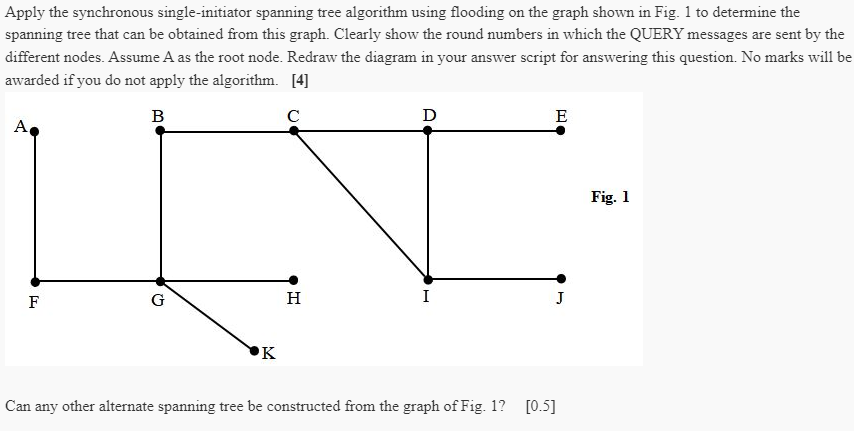 Apply the synchronous single-initiator spanning tree algorithm using flooding on the graph shown in Fig. 1 to determine the
spanning tree that can be obtained from this graph. Clearly show the round numbers in which the QUERY messages are sent by the
different nodes. Assume A as the root node. Redraw the diagram in your answer script for answering this question. No marks will be
awarded if you do not apply the algorithm. [4]
A B C D E
Fig. 1
F G H I J
K
Can any other alternate spanning tree be constructed from the graph of Fig. 1? [0.5]